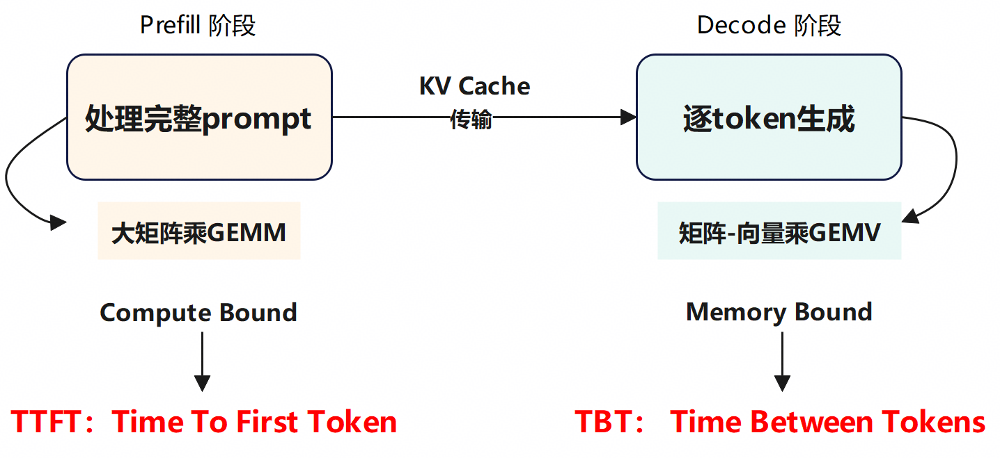 Prefill 阶段
Decode 阶段
处理完整prompt
KV Cache
传输
逐token生成
大矩阵乘GEMM
矩阵-向量乘GEMV
Compute Bound
Memory Bound
TTFT：Time To First Token
TBT： Time Between Tokens